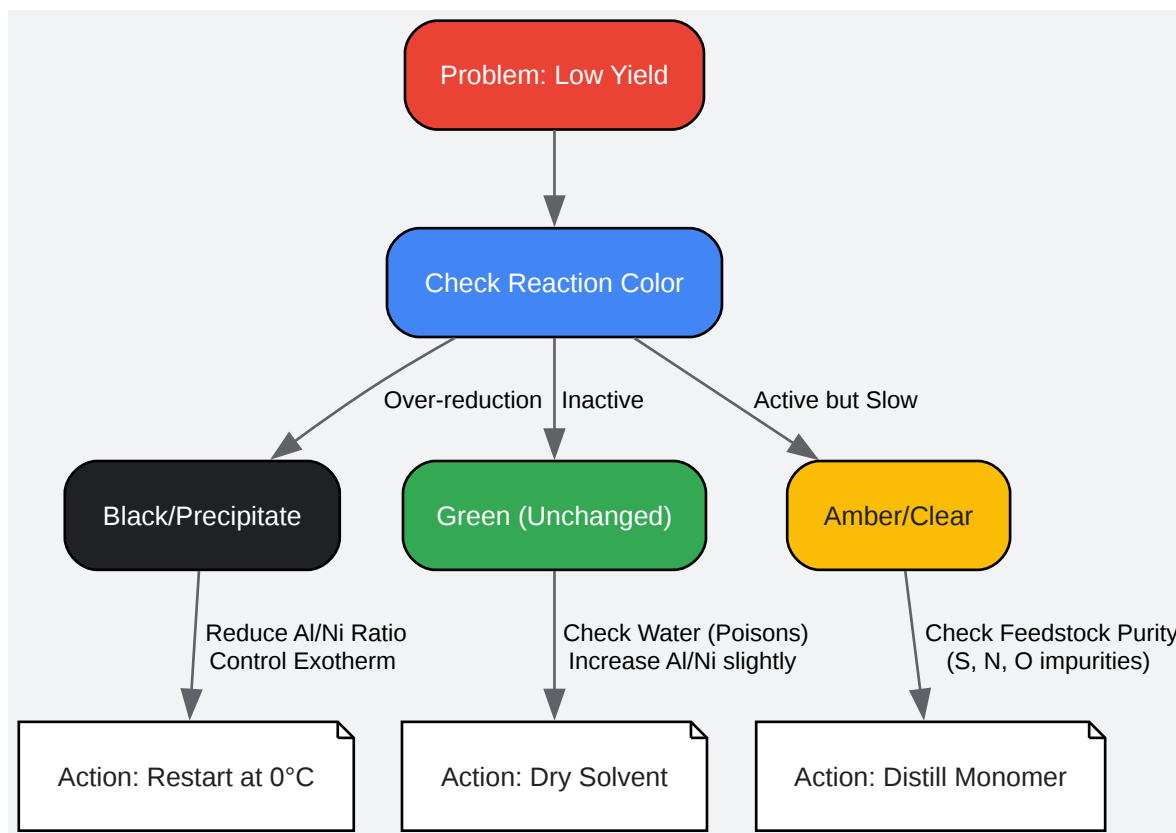 Problem: Low Yield
Check Reaction Color
Over-reduction
Inactive
Active but Slow
Black/Precipitate
Green (Unchanged)
Amber/Clear
Reduce Al/Ni Ratio
Control Exotherm
Check Water (Poisons)
Increase Al/Ni slightly
Check Feedstock Purity
(S, N, O impurities)
Action: Restart at 0°C
Action: Dry Solvent
Action: Distill Monomer